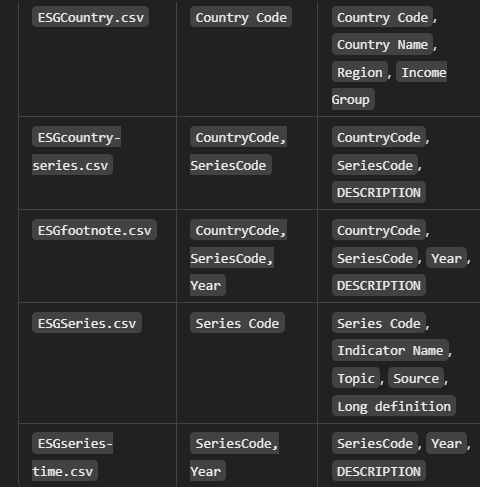 ESGCountry.csv
Country Code
Country Code,
Country Name,
Region, Income
Group
ESGcountry-
series.csv
CountryCode,
SeriesCode
CountryCode,
SeriesCode,
DESCRIPTION
ESGfootnote.csv
CountryCode,
SeriesCode,
Year
CountryCode,
SeriesCode, Year,
DESCRIPTION
ESGSeries.csv
Series Code
Series Code,
Indicator Name,
Topic, Source,
Long definition
ESGseries-
time.csv
SeriesCode,
Year
SeriesCode, Year,
DESCRIPTION